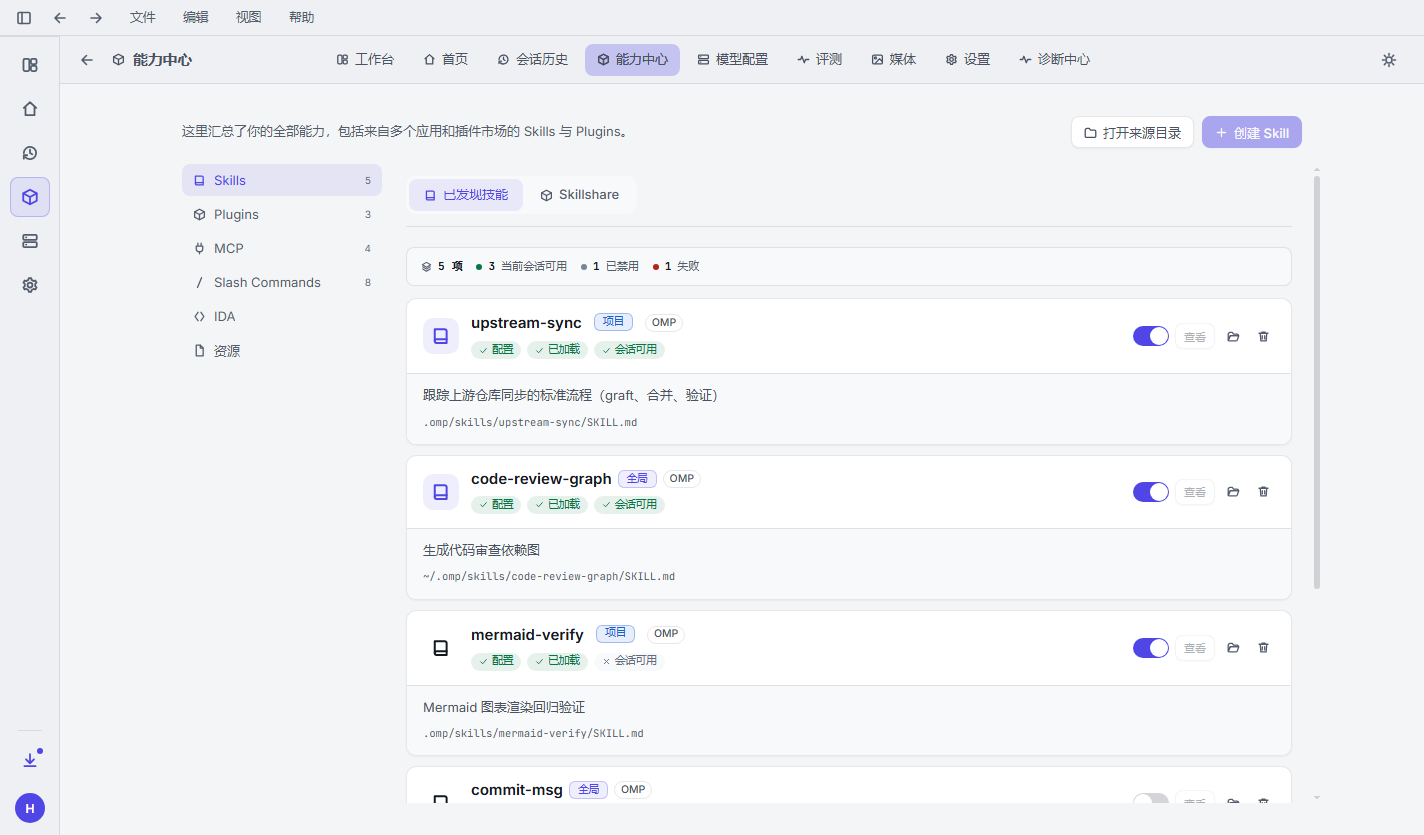 文件 编辑 视图 帮助
能力中心 工作台 首页 会话历史 能力中心 模型配置 评测 媒体 设置 诊断中心
这里汇总了你的全部能力，包括来自多个应用和插件市场的 Skills 与 Plugins。
打开来源目录 + 创建 Skill
Skills 5
Plugins 3
MCP 4
/ Slash Commands 8
IDA
资源
已发现技能 Skillshare
5 项 3 当前会话可用 1 已禁用 1 失败
upstream-sync 项目 OMP
配置 已加载 会话可用
查看
跟踪上游仓库同步的标准流程（graft、合并、验证）
.omp/skills/upstream-sync/SKILL.md
code-review-graph 全局 OMP
配置 已加载 会话可用
查看
生成代码审查依赖图
~/.omp/skills/code-review-graph/SKILL.md
mermaid-verify 项目 OMP
配置 已加载 会话可用
查看
Mermaid 图表渲染回归验证
.omp/skills/mermaid-verify/SKILL.md
commit-msg 全局 OMP
查看
H